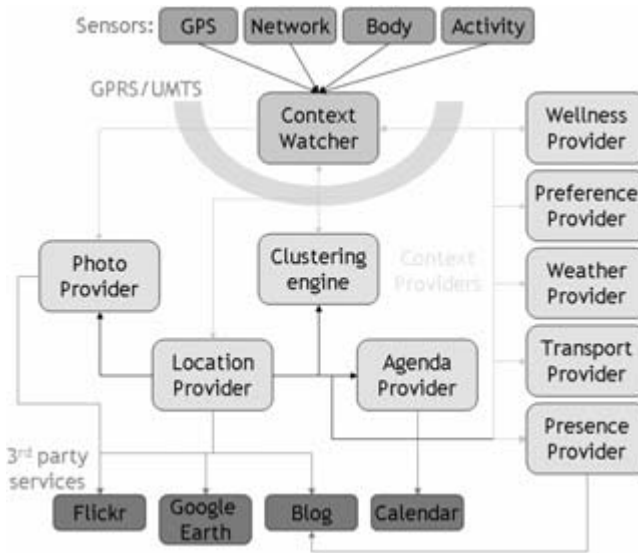 Sensors: GPS Network Body Activity
GPRS/UMTS
Context
Watcher
Wellness
Provider
Preference
Provider
Photo
Provider
Clustering
engine
Context
Providers
Weather
Provider
Location
Provider
Agenda
Provider
Transport
Provider
Presence
Provider
3rd party
services
Flickr
Google
Earth
Blog
Calendar